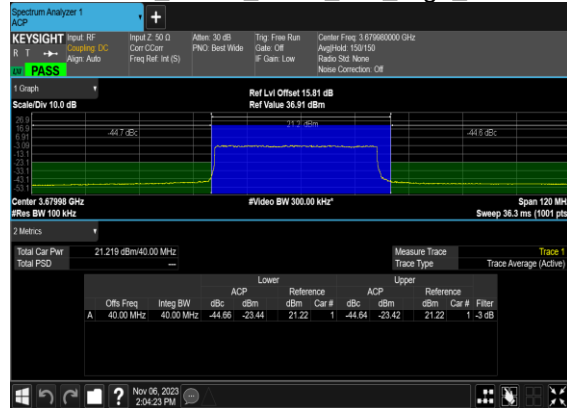 Spectrum Analyzer 1
ACP
+
KEYSIGHT Input: RF Input Z: 50 Ω Atten: 30 dB Trig: Free Run Center Freq: 3.679980000 GHz
R T Coupling: DC Corr CCorr PNO: Best Wide Gate: Off Avg|Hold: 150/150
Align: Auto Freq Ref: Int (S) IF Gain: Low Radio Std: None
LW PASS Noise Correction: Off
1 Graph Ref Lvl Offset 15.81 dB
Scale/Div 10.0 dB Ref Value 36.91 dBm
26.9
16.9 21.2 dBm
6.91 -44.7 dBc -44.6 dBc
-3.09
-13.1
-23.1
-33.1
-43.1
-53.1
Center 3.67998 GHz #Video BW 300.00 kHz* Span 120 MH
#Res BW 100 kHz Sweep 36.3 ms (1001 pts
2 Metrics
Total Car Pwr 21.219 dBm/40.00 MHz Measure Trace Trace 1
Total PSD --- Trace Type Trace Average (Active)
Lower Upper
ACP Reference ACP Reference
Offs Freq Integ BW dBc dBm dBm Car # dBc dBm dBm Car # Filter
A 40.00 MHz 40.00 MHz -44.66 -23.44 21.22 1 -44.64 -23.42 21.22 1 -3 dB
? Nov 06, 2023
2:04:23 PM